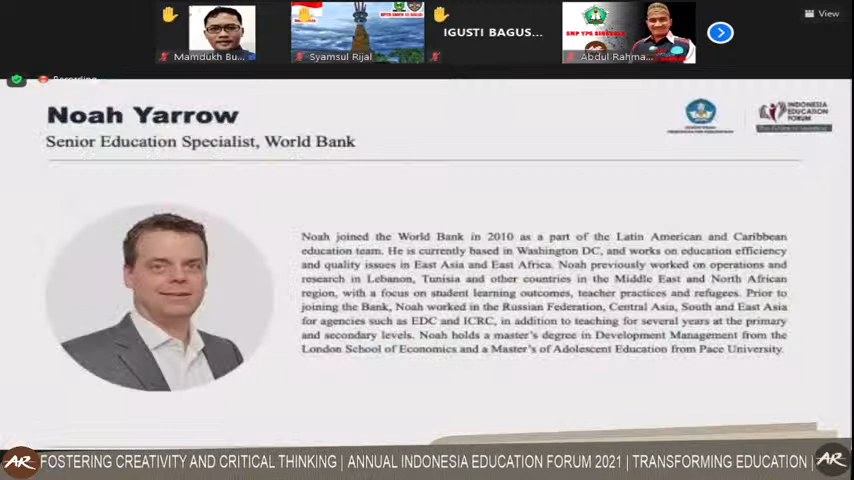 View
Mamdukh Bu...
Syamsul Rijal
IGUSTI BAGUS...
Abdul Rahma...
Recording
Noah Yarrow
Senior Education Specialist, World Bank
INDONESIA
EDUCATION
FORUM
Noah joined the World Bank in 2010 as a part of the Latin American and Caribbean
education team. He is currently based in Washington DC, and works on education efficiency
and quality issues in East Asia and East Africa. Noah previously worked on operations and
research in Lebanon, Tunisia and other countries in the Middle East and North African
region, with a focus on student learning outcomes, teacher practices and refugees. Prior to
joining the Bank, Noah worked in the Russian Federation, Central Asia, South and East Asia
for agencies such as EDC and ICRC, in addition to teaching for several years at the primary
and secondary levels. Noah holds a master's degree in Development Management from the
London School of Economics and a Master's of Adolescent Education from Pace University.
AR FOSTERING CREATIVITY AND CRITICAL THINKING | ANNUAL INDONESIA EDUCATION FORUM 2021 | TRANSFORMING EDUCATION | AR